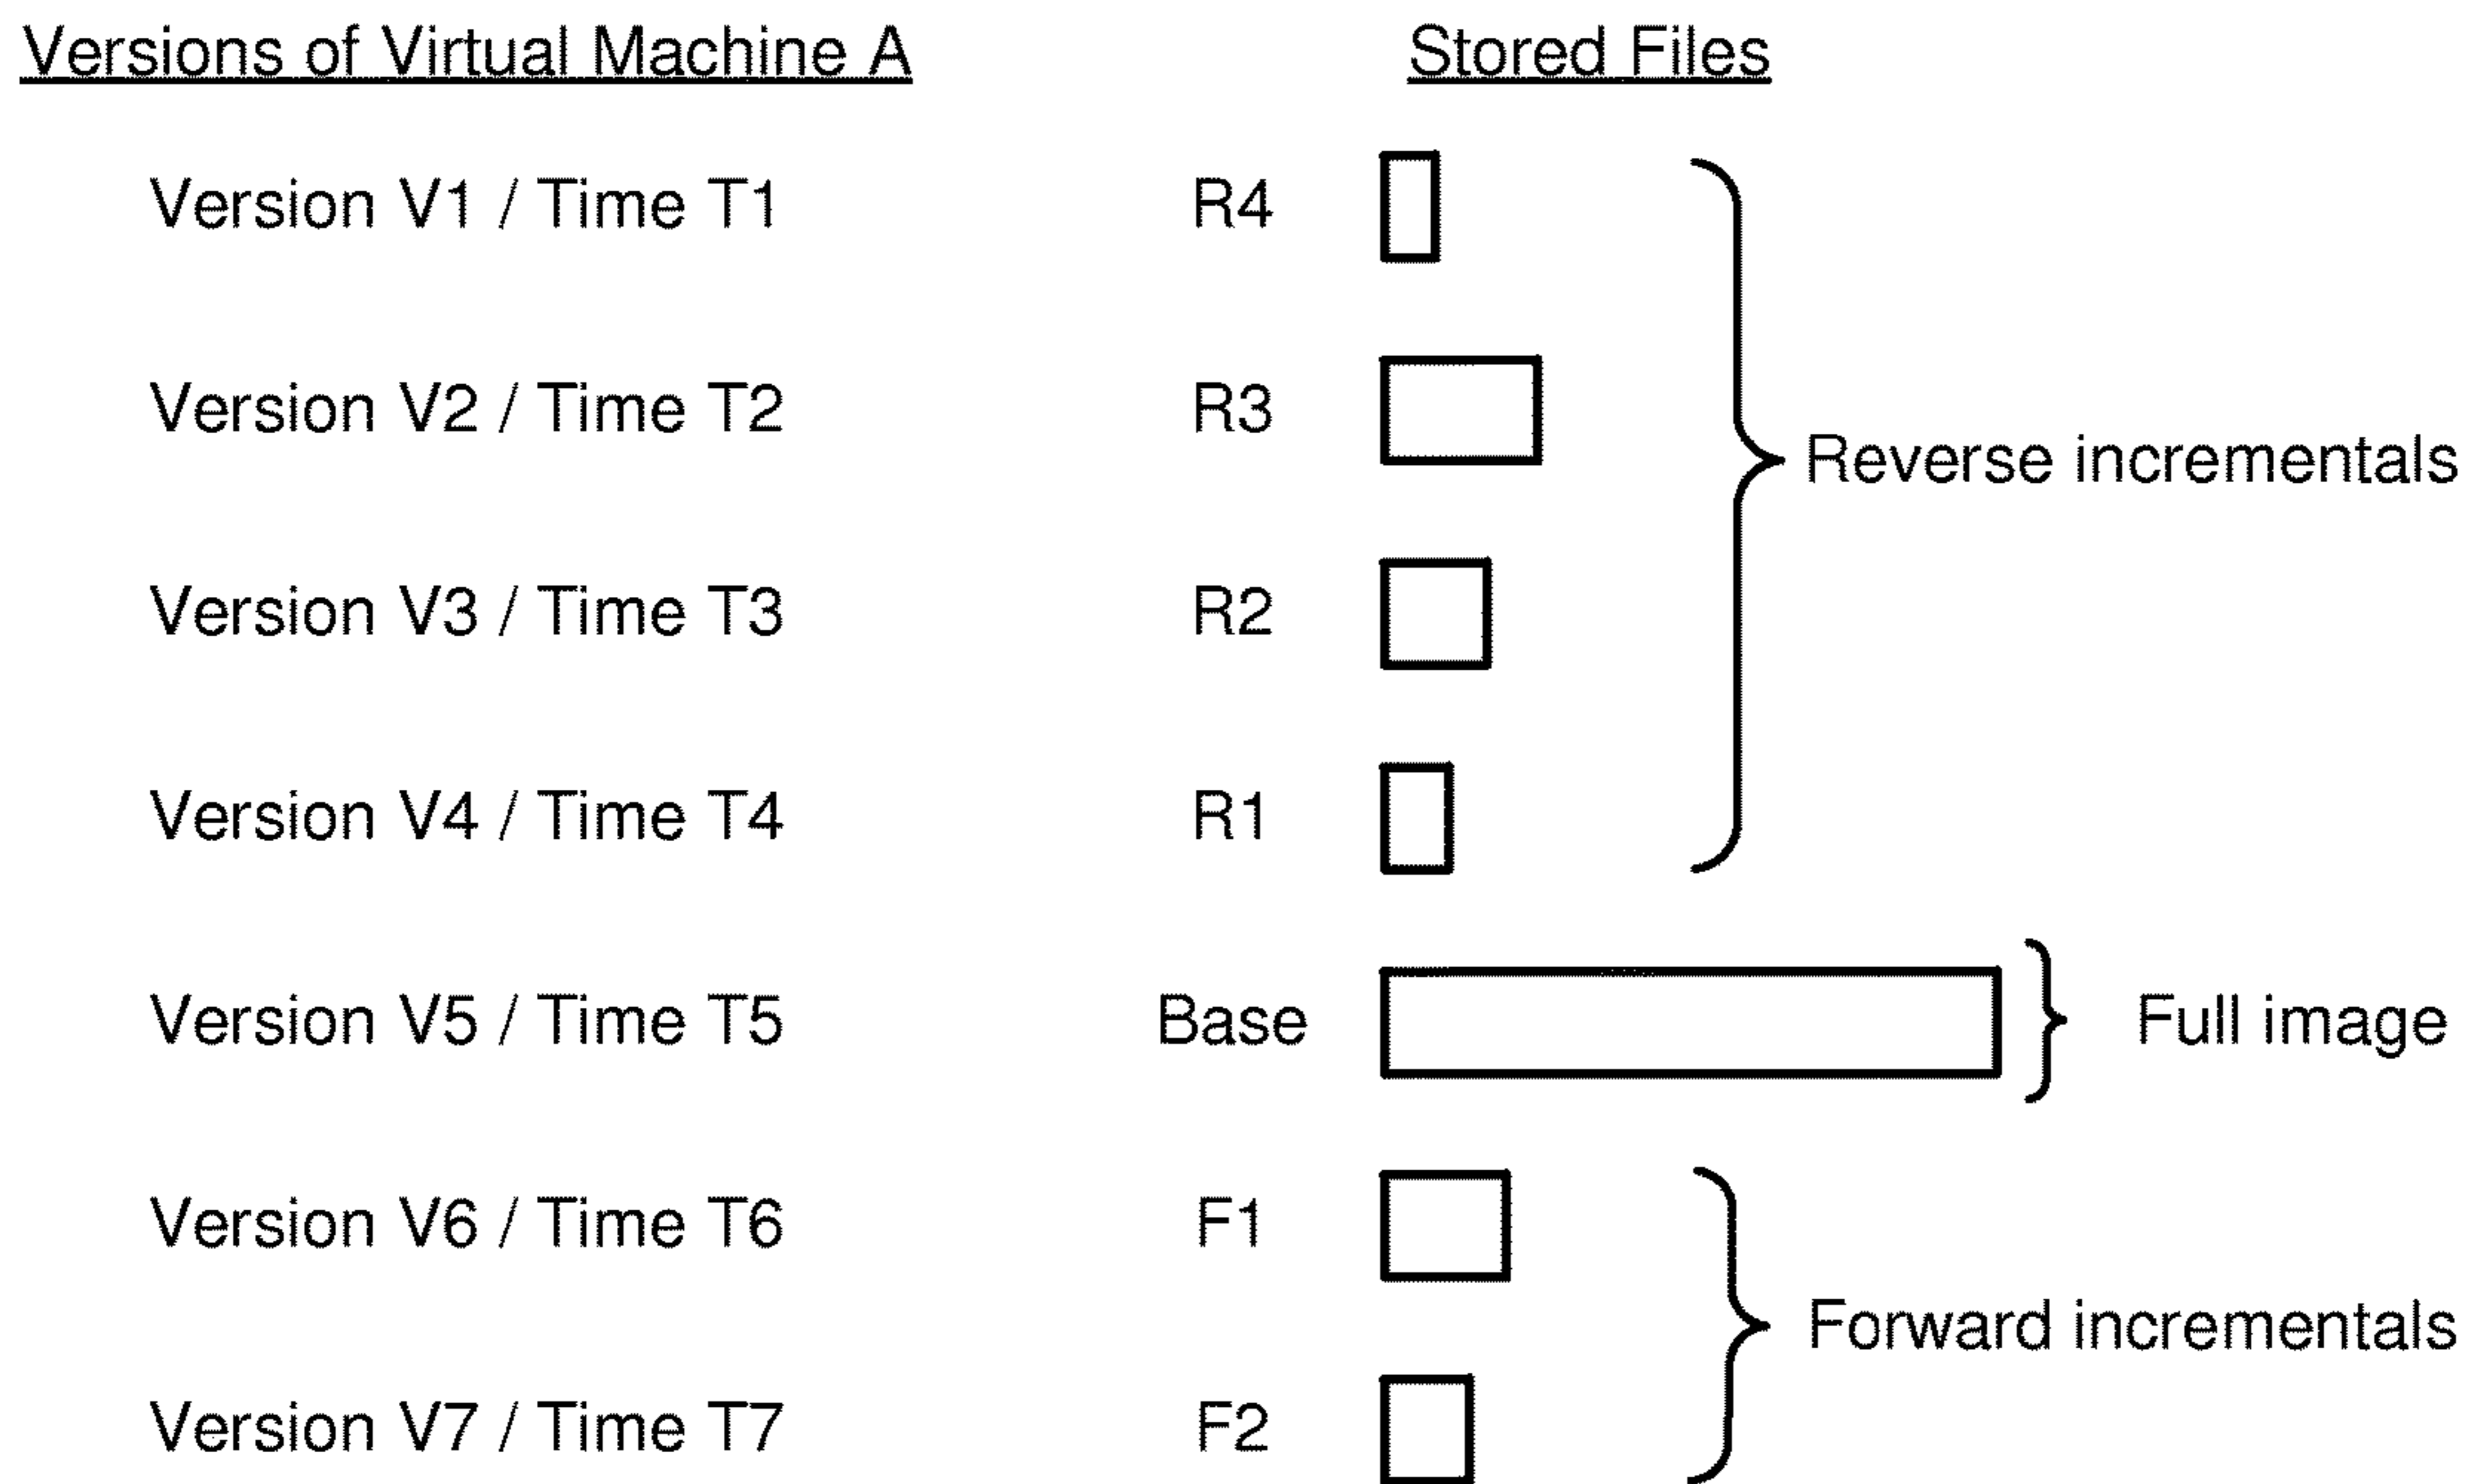 Versions of Virtual Machine A Stored Files
Version V1 / Time T1 R4
Version V2 / Time T2 R3
Reverse incrementals
Version V3 / Time T3 R2
Version V4 / Time T4 R1
Version V5 / Time T5 Base Full image
Version V6 / Time T6 F1
Forward incrementals
Version V7 / Time T7 F2